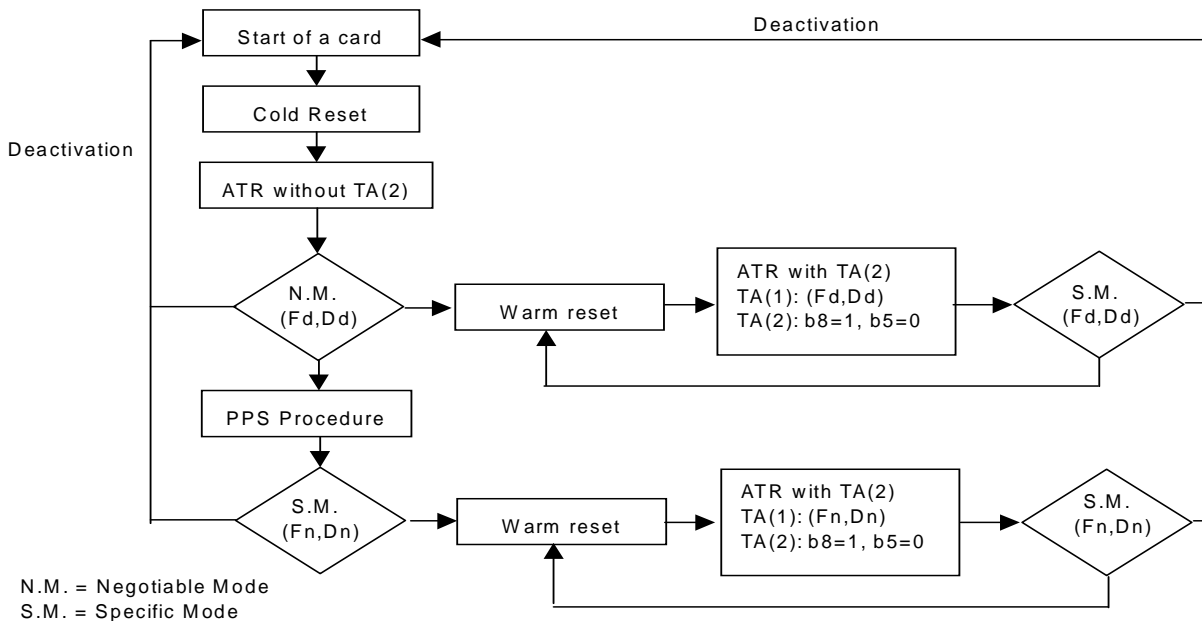 Deactivation
Start of a card
Cold Reset
Deactivation
ATR without TA(2)
N.M.
(Fd,Dd)
Warm reset
ATR with TA(2)
TA(1): (Fd,Dd)
TA(2): b8=1, b5=0
S.M.
(Fd,Dd)
PPS Procedure
S.M.
(Fn,Dn)
Warm reset
ATR with TA(2)
TA(1): (Fn,Dn)
TA(2): b8=1, b5=0
S.M.
(Fn,Dn)
N.M. = Negotiable Mode
S.M. = Specific Mode